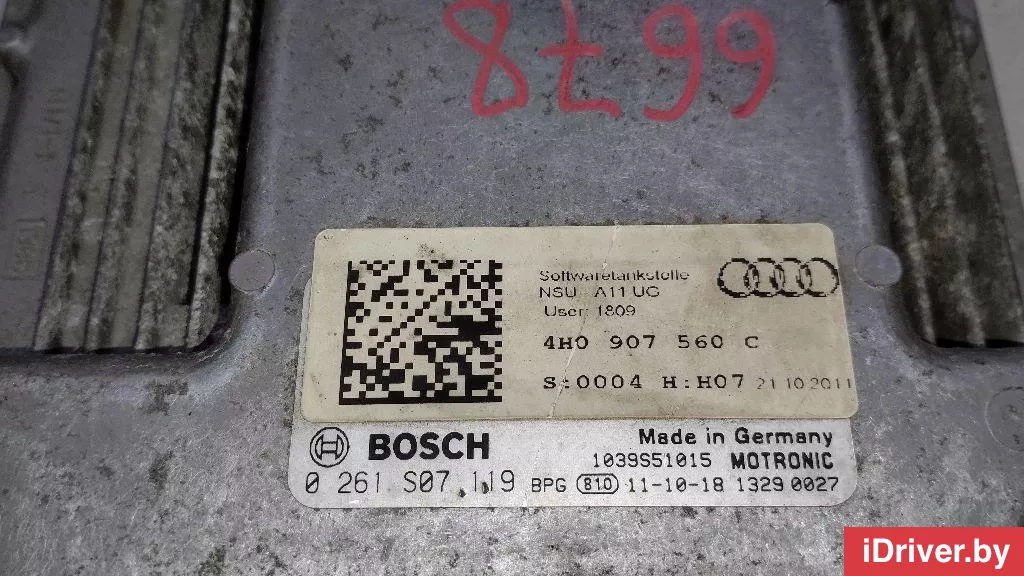 6678
Softwaretankstelle
NSU A11 UG
User: 1809
4H0 907 560 C
S:0004 H:H07 21.10.2011
BOSCH
Made in Germany
1039S51015 MOTRONIC
0 261 S07 119 BPG 810 11-10-18 1329 0027
iDriver.by